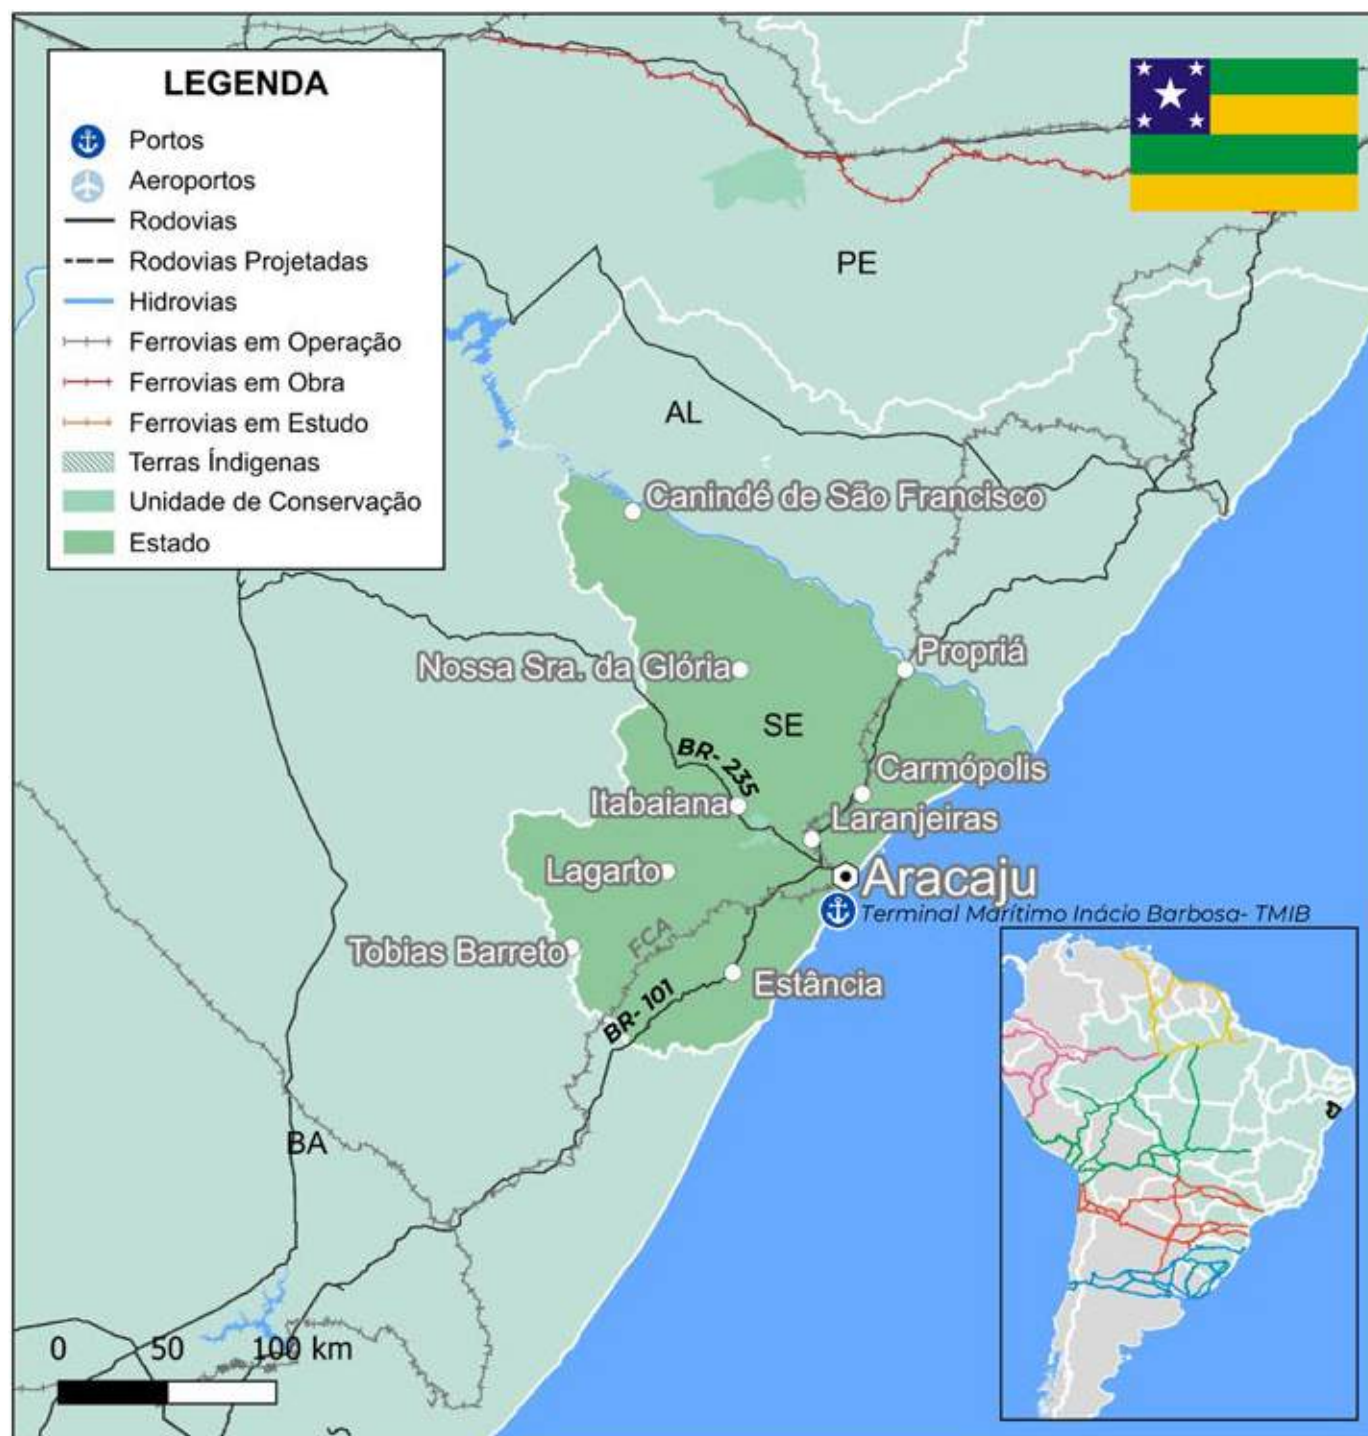 LEGENDA
Portos
Aeroportos
Rodovias
Rodovias Projetadas
Hidrovias
Ferrovias em Operação
Ferrovias em Obra
Ferrovias em Estudo
Terras Índigenas
Unidade de Conservação
Estado
PE
AL
Canindé de São Francisco
Propriá
Nossa Sra. da Glória
SE
BR- 235
Carmópolis
Itabaiana
Laranjeiras
Lagarto
Aracaju
Terminal Marítimo Inácio Barbosa- TMIB
FCA
Tobias Barreto
Estância
BR- 101
BA
0 50 100 km